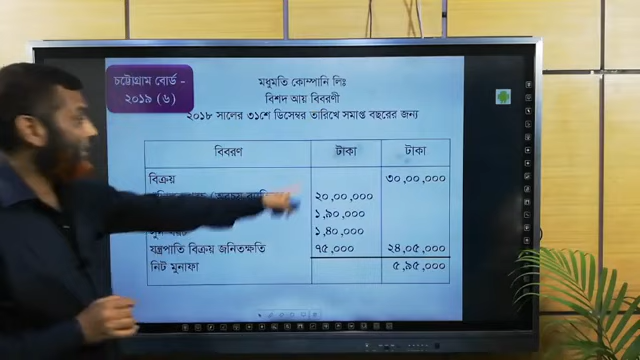 চট্টোগ্রাম বোর্ড -
২০১৯ (৬)
মধুমতি কোম্পানি লিঃ
বিশদ আয় বিবরণী
২০১৮ সালের ৩১শে ডিসেম্বর তারিখে সমাপ্ত বছরের জন্য
বিবরণ টাকা টাকা
বিক্রয় ৩০,০০,০০০
২০,০০,০০০
১,৯০,০০০
১,৪০,০০০
যন্ত্রপাতি বিক্রয় জনিতক্ষতি ৭৫,০০০ ২৪,০৫,০০০
নিট মুনাফা ৫,৯৫,০০০